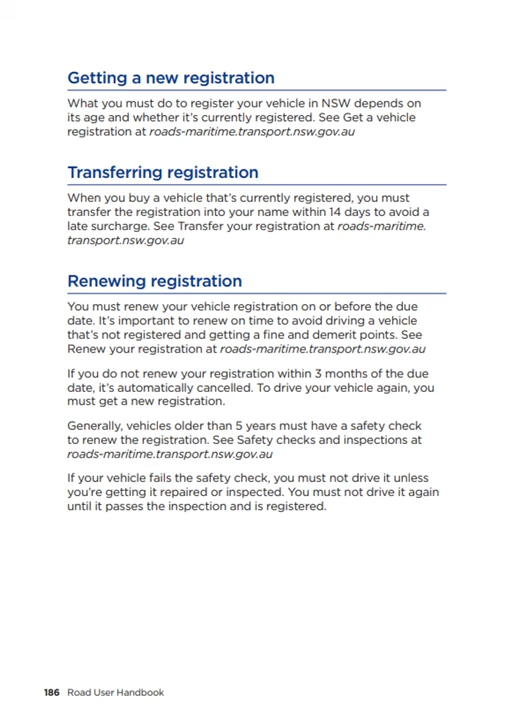 Getting a new registration
What you must do to register your vehicle in NSW depends on
its age and whether it’s currently registered. See Get a vehicle
registration at roads-maritime.transport.nsw.gov.au
Transferring registration
When you buy a vehicle that’s currently registered, you must
transfer the registration into your name within 14 days to avoid a
late surcharge. See Transfer your registration at roads-maritime.
transport.nsw.gov.au
Renewing registration
You must renew your vehicle registration on or before the due
date. It’s important to renew on time to avoid driving a vehicle
that’s not registered and getting a fine and demerit points. See
Renew your registration at roads-maritime.transport.nsw.gov.au
If you do not renew your registration within 3 months of the due
date, it’s automatically cancelled. To drive your vehicle again, you
must get a new registration.
Generally, vehicles older than 5 years must have a safety check
to renew the registration. See Safety checks and inspections at
roads-maritime.transport.nsw.gov.au
If your vehicle fails the safety check, you must not drive it unless
you’re getting it repaired or inspected. You must not drive it again
until it passes the inspection and is registered.
186 Road User Handbook